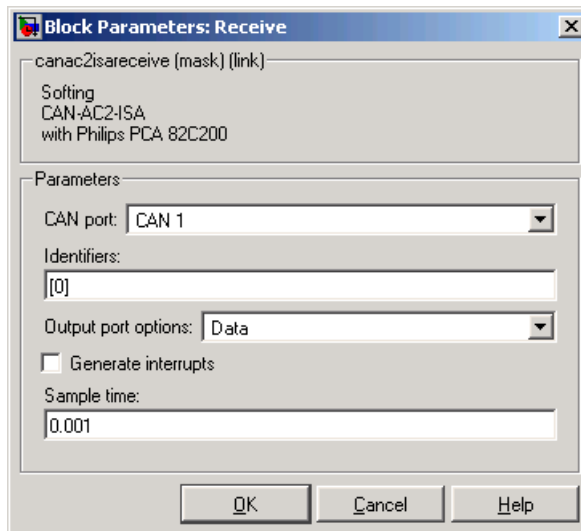 Block Parameters: Receive
canac2isareceive (mask) (link)
Softing
CAN-AC2-ISA
with Philips PCA 82C200
Parameters
CAN port: CAN 1
Identifiers:
[0]
Output port options: Data
Generate interrupts
Sample time:
0.001
OK Cancel Help